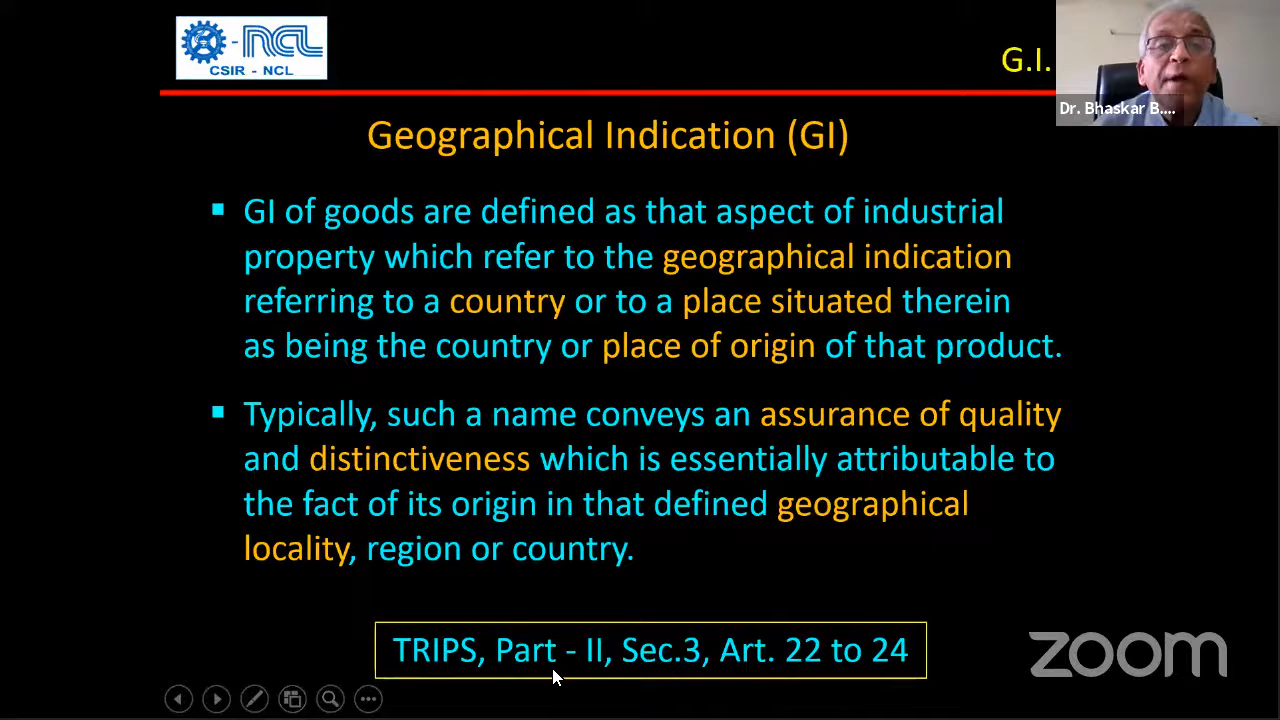 -NCL
CSIR - NCL
G.I.
Dr. Bhaskar B....
Geographical Indication (GI)
▪ GI of goods are defined as that aspect of industrial
property which refer to the geographical indication
referring to a country or to a place situated therein
as being the country or place of origin of that product.
▪ Typically, such a name conveys an assurance of quality
and distinctiveness which is essentially attributable to
the fact of its origin in that defined geographical
locality, region or country.
TRIPS, Part - II, Sec.3, Art. 22 to 24
zoom